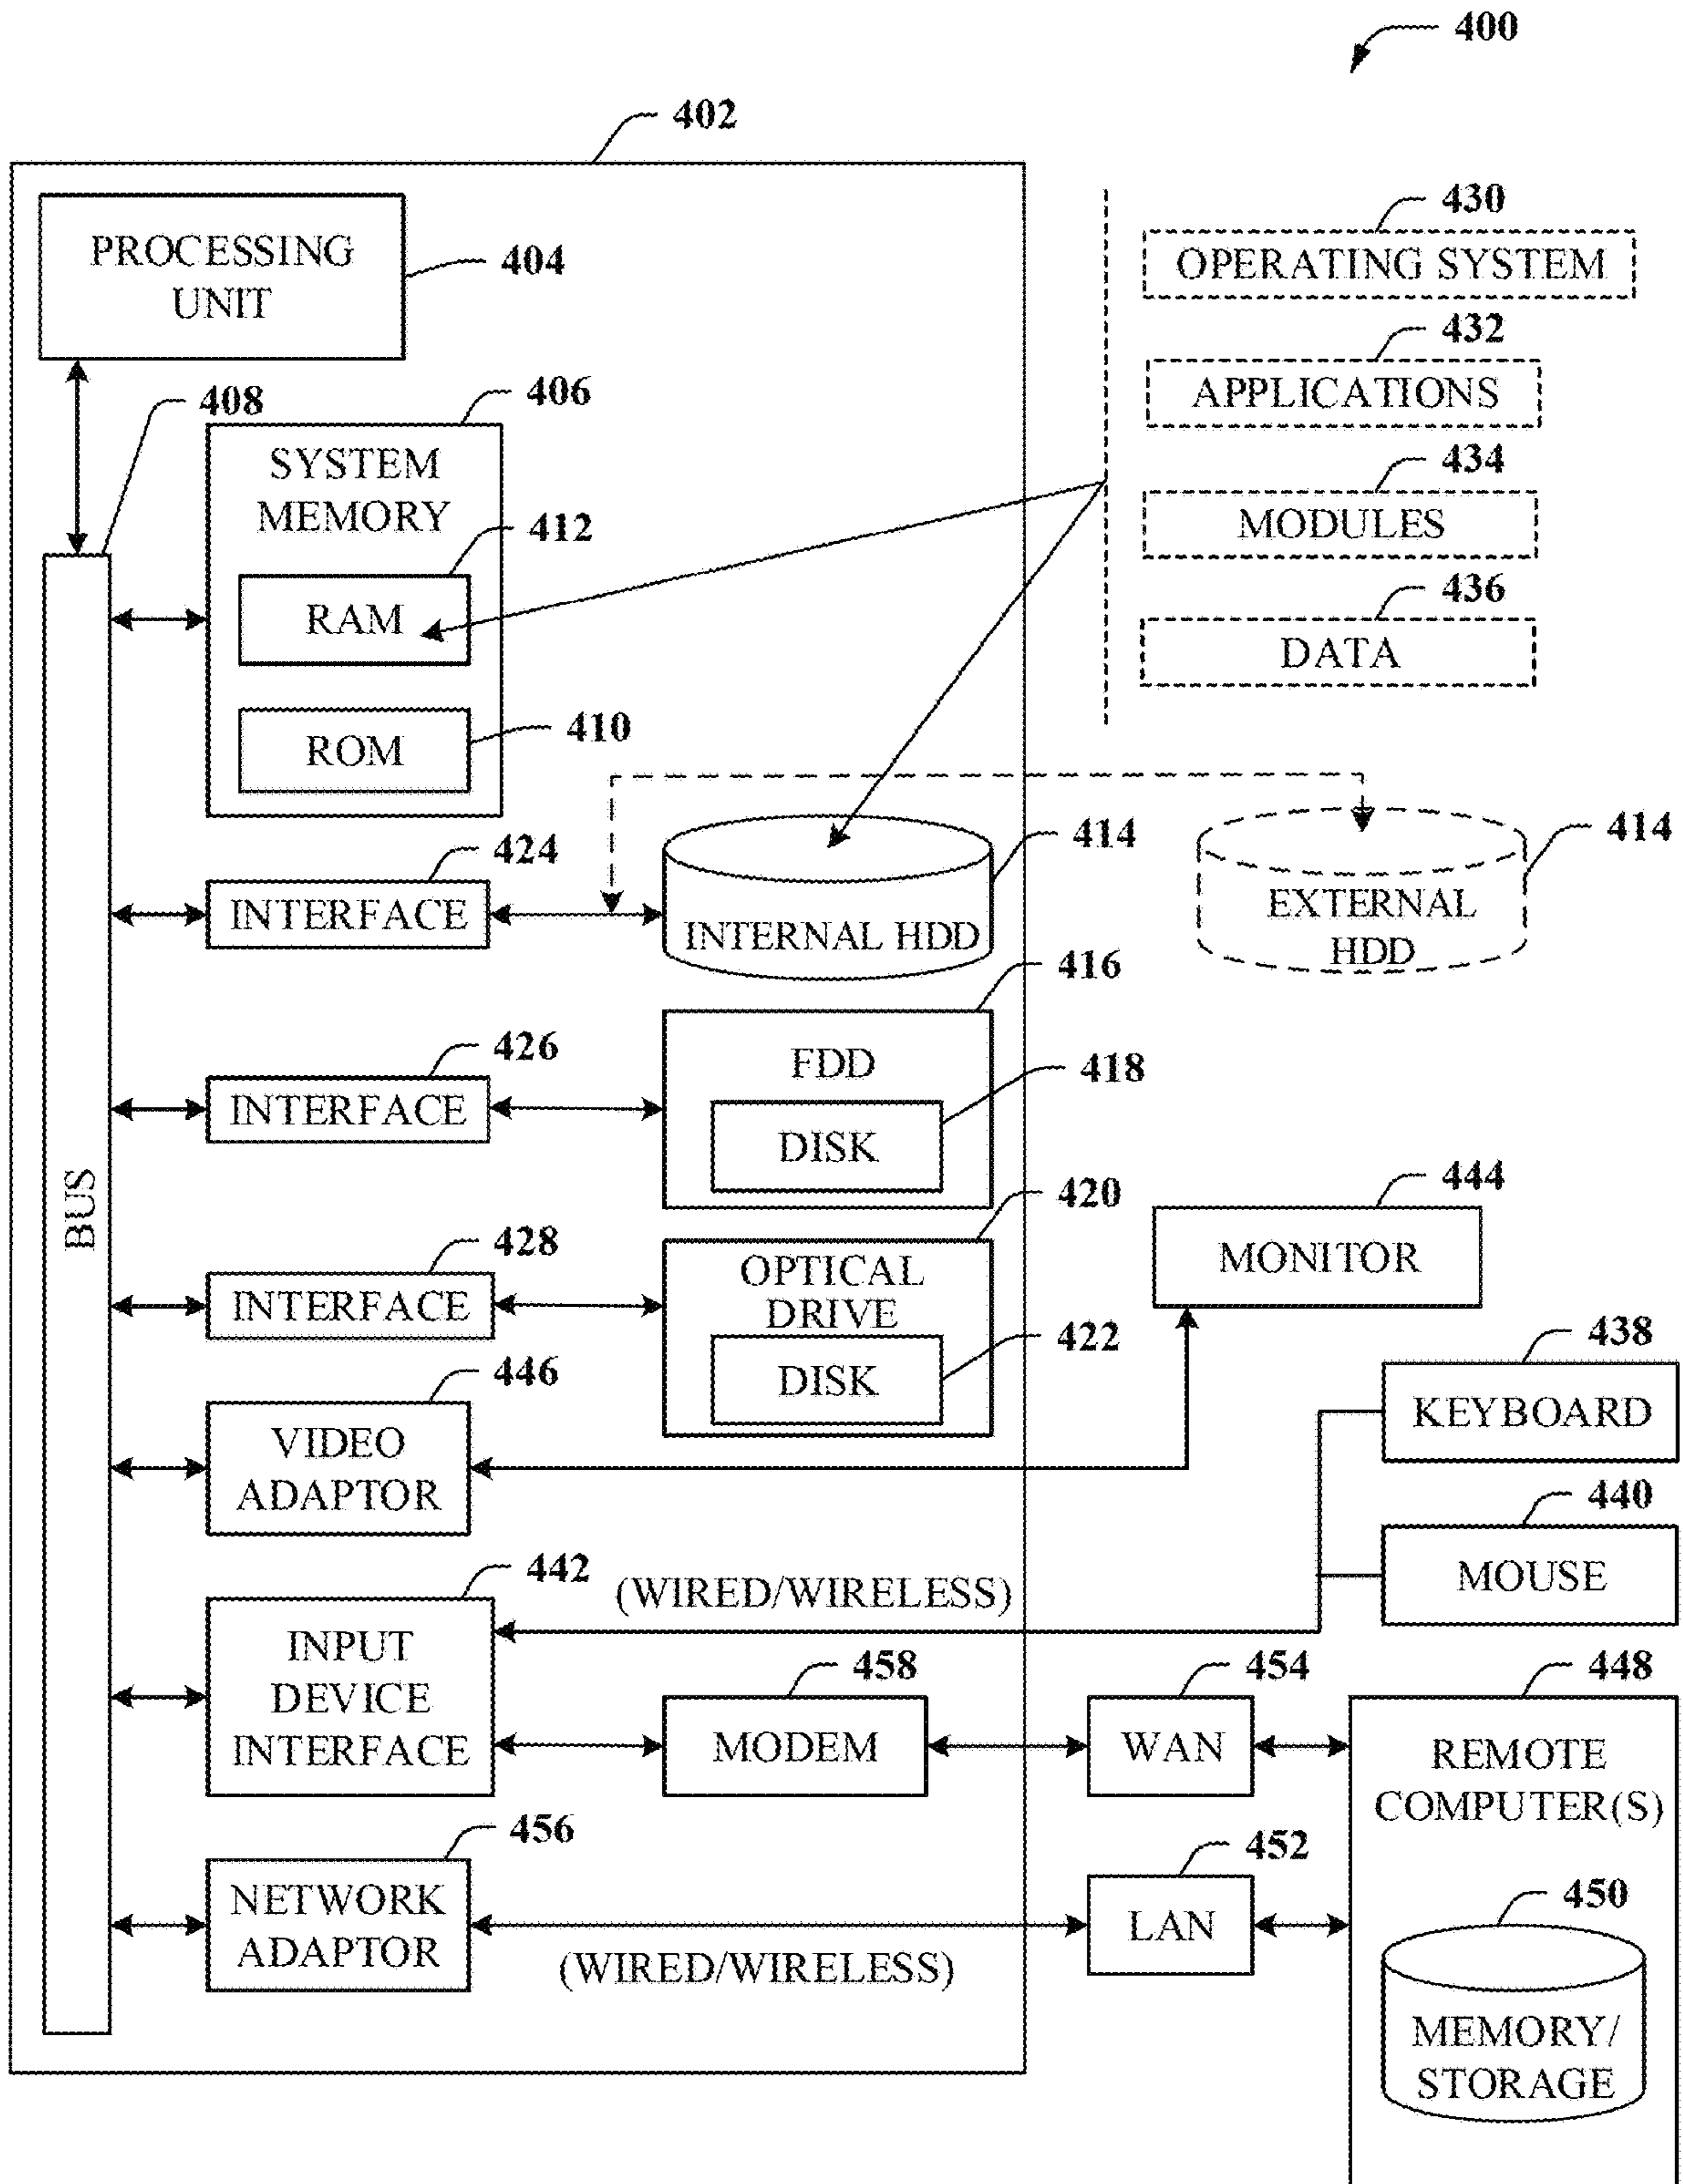 400
402
PROCESSING
UNIT
404
430
OPERATING SYSTEM
432
APPLICATIONS
434
MODULES
436
DATA
408
406
SYSTEM
MEMORY
412
RAM
410
ROM
424
INTERFACE
414
INTERNAL HDD
414
EXTERNAL
HDD
416
FDD
418
DISK
426
INTERFACE
BUS
420
OPTICAL
DRIVE
422
DISK
428
INTERFACE
444
MONITOR
446
VIDEO
ADAPTOR
438
KEYBOARD
440
MOUSE
442
(WIRED/WIRELESS)
INPUT
DEVICE
INTERFACE
458
MODEM
454
WAN
448
REMOTE
COMPUTER(S)
456
NETWORK
ADAPTOR
(WIRED/WIRELESS)
452
LAN
450
MEMORY/
STORAGE